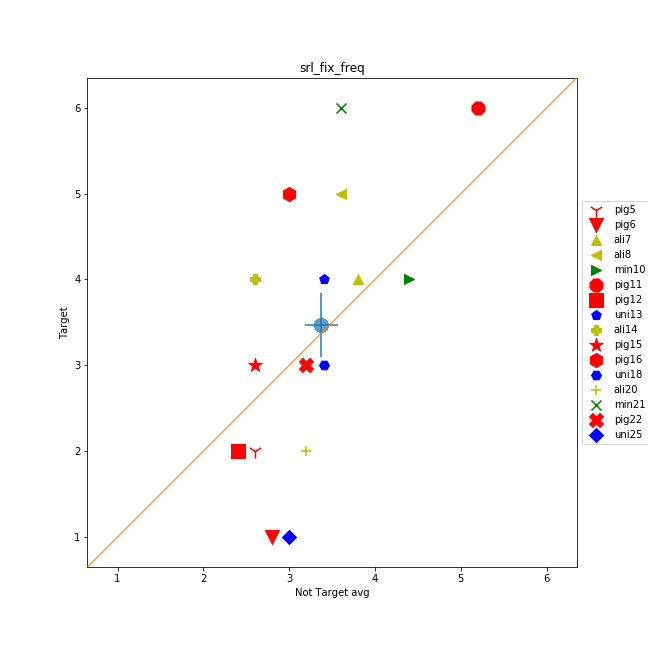 srl_fix_freq
6
5
4
3
2
1
Target
1 2 3 4 5 6
Not Target avg
pig5
pig6
ali7
ali8
min10
pig11
pig12
uni13
ali14
pig15
pig16
uni18
ali20
min21
pig22
uni25